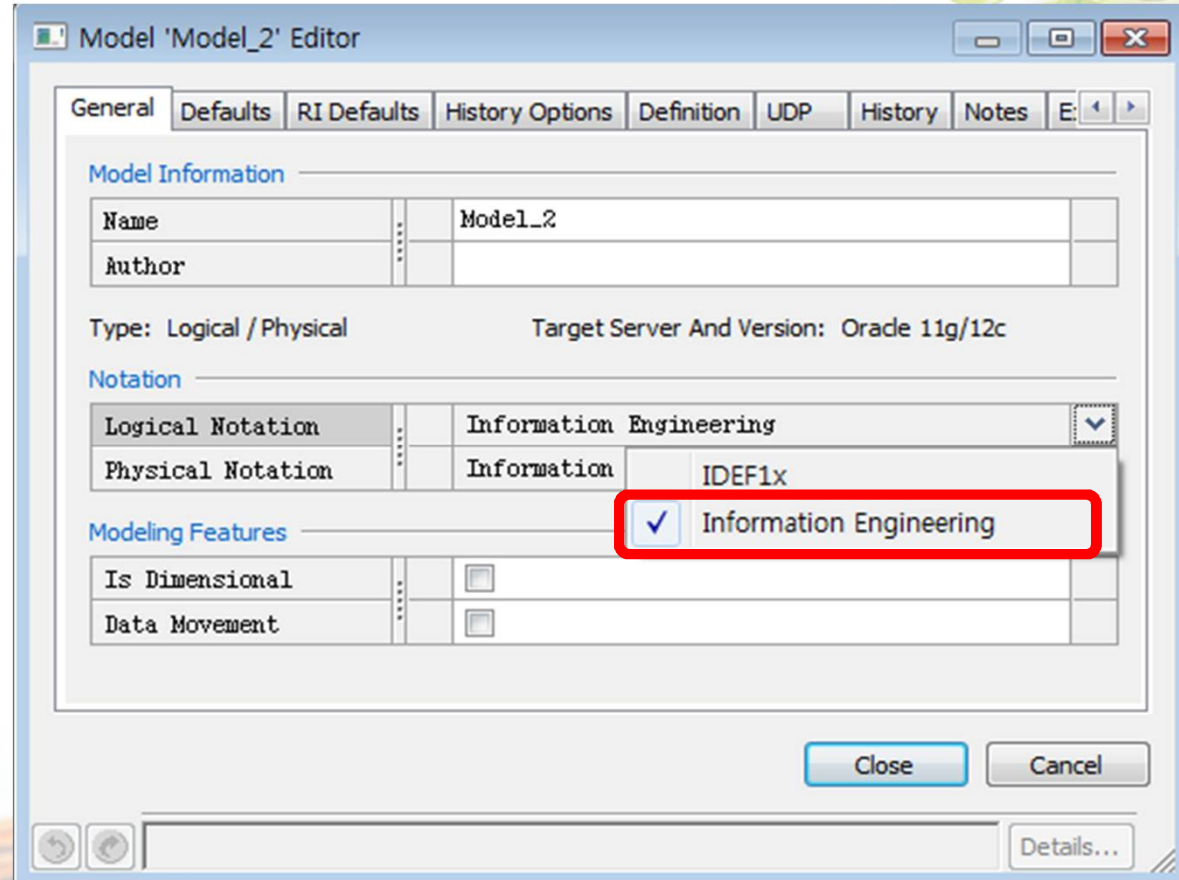 Model 'Model_2' Editor
General Defaults RI Defaults History Options Definition UDP History Notes E
Model Information
Name Model_2
Author
Type: Logical / Physical Target Server And Version: Oracle 11g/12c
Notation
Logical Notation Information Engineering
Physical Notation Information
IDEF1x
Information Engineering
Modeling Features
Is Dimensional
Data Movement
Close Cancel
Details...